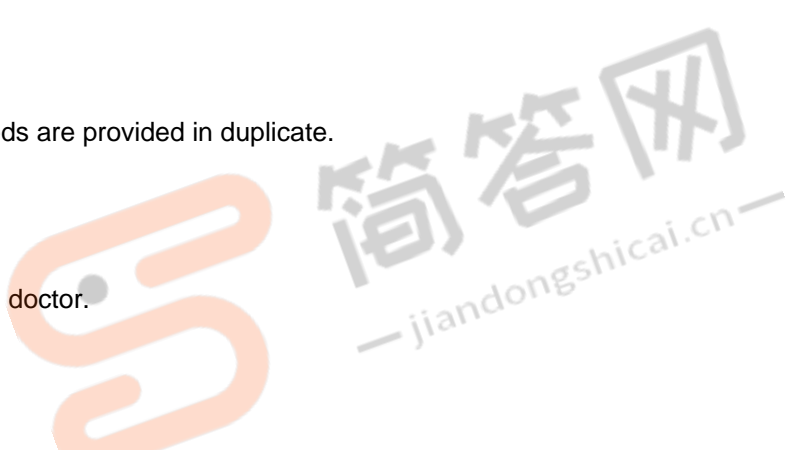 简答网
ds are provided in duplicate.
jiandongshicai.cn
doctor.